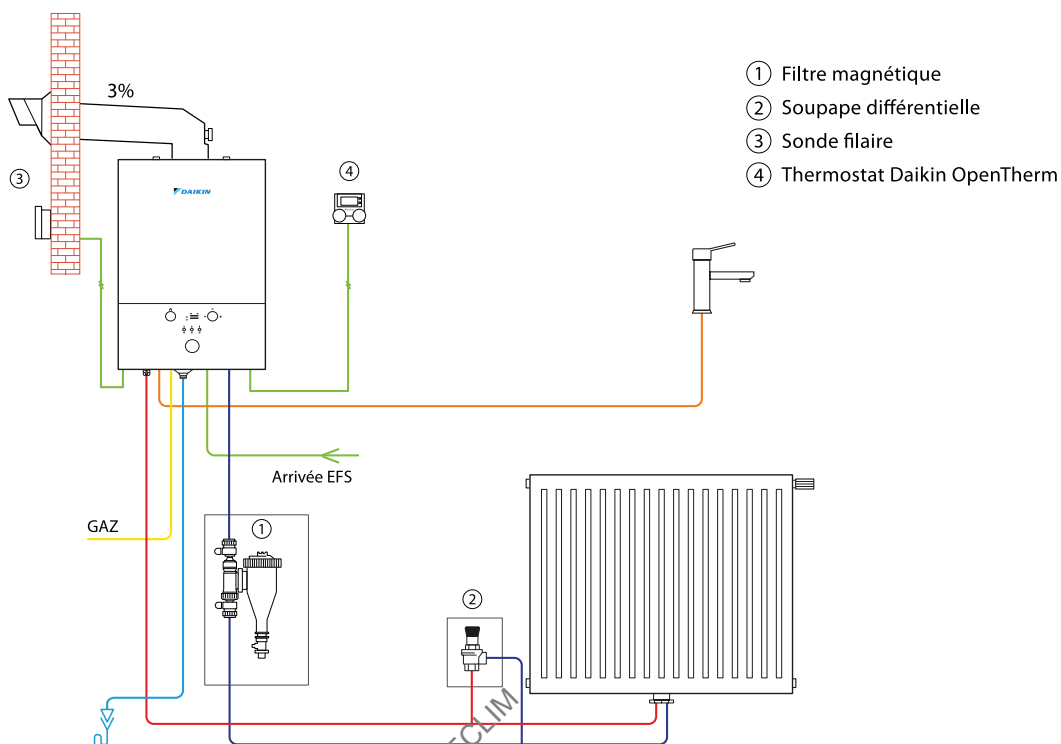 ① Filtre magnétique
② Soupape différentielle
③ Sonde filaire
④ Thermostat Daikin OpenTherm
3%
③
④
DAIKIN
Arrivée EFS
GAZ
①
②